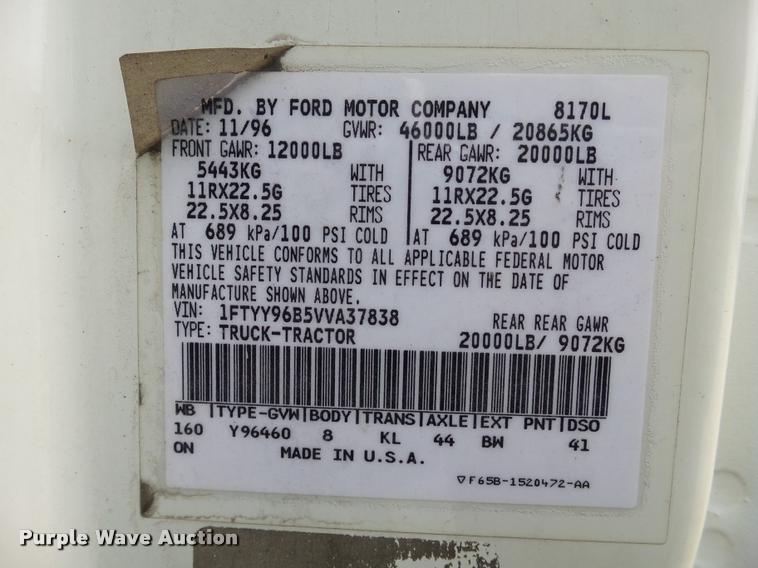 MFD. BY FORD MOTOR COMPANY 8170L
DATE: 11/96 GVWR: 46000LB / 20865KG
FRONT GAWR: 12000LB REAR GAWR: 20000LB
5443KG WITH 9072KG WITH
11RX22.5G TIRES 11RX22.5G TIRES
22.5X8.25 RIMS 22.5X8.25 RIMS
AT 689 kPa/100 PSI COLD AT 689 kPa/100 PSI COLD
THIS VEHICLE CONFORMS TO ALL APPLICABLE FEDERAL MOTOR
VEHICLE SAFETY STANDARDS IN EFFECT ON THE DATE OF
MANUFACTURE SHOWN ABOVE.
VIN: 1FTYY96B5VVA37838 REAR REAR GAWR
TYPE: TRUCK-TRACTOR 20000LB/ 9072KG
WB |TYPE-GVW|BODY|TRANS|AXLE|EXT PNT|DSO
160 Y96460 8 KL 44 BW 41
ON MADE IN U.S.A.
▽F65B-1520472-AA
Purple Wave Auction